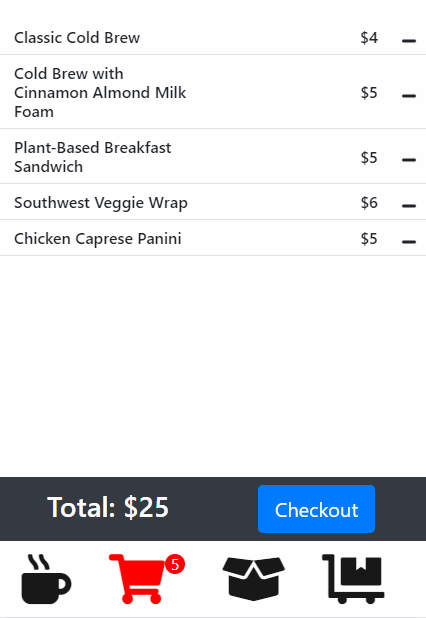 Classic Cold Brew $4
Cold Brew with
Cinnamon Almond Milk $5
Foam
Plant-Based Breakfast
Sandwich $5
Southwest Veggie Wrap $6
Chicken Caprese Panini $5
Total: $25 Checkout
5